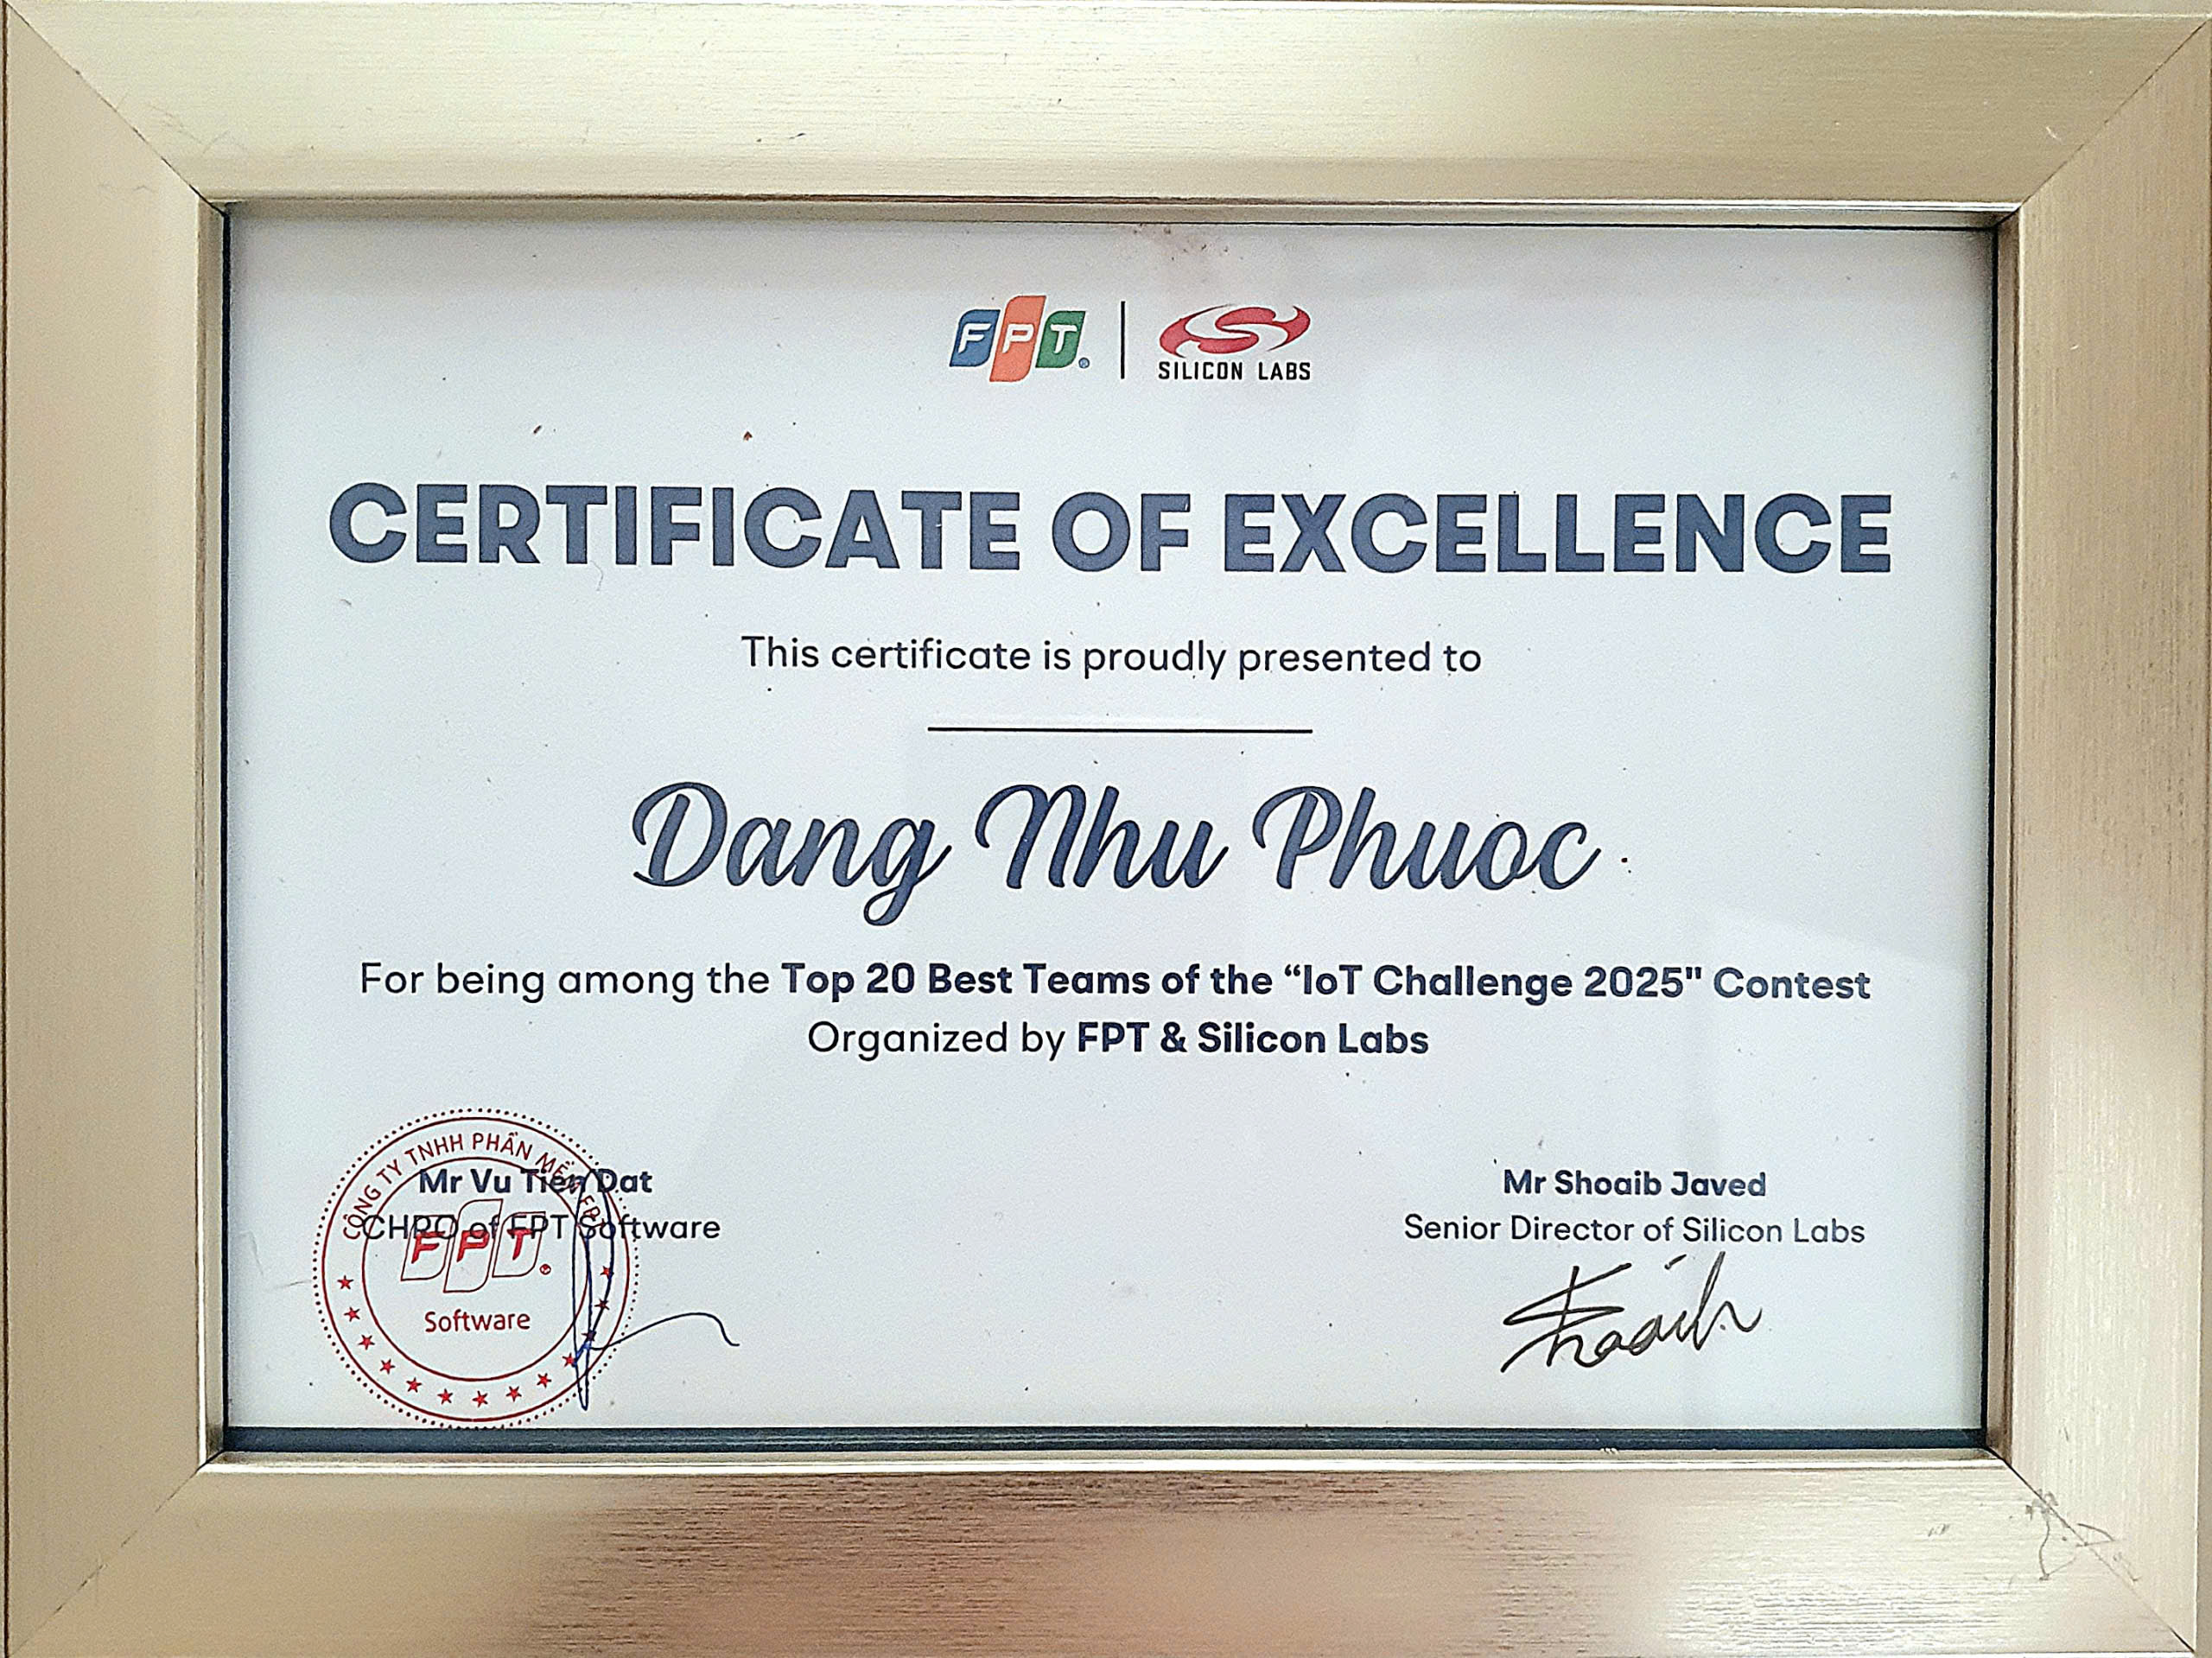 FPT®
SILICON LABS
CERTIFICATE OF EXCELLENCE
This certificate is proudly presented to
Dang Nhu Phuoc
For being among the Top 20 Best Teams of the “IoT Challenge 2025" Contest
Organized by FPT & Silicon Labs
Mr Vu Tien Dat
CHRO of FPT Software
CÔNG TY TNHH PHẦN MỀM FPT
FPT®
Software
Mr Shoaib Javed
Senior Director of Silicon Labs
Shoaib